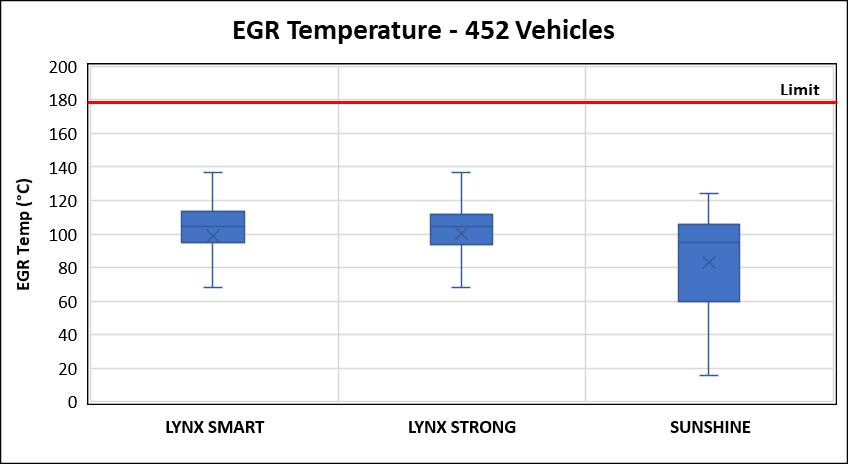 EGR Temperature - 452 Vehicles
200
180
160
140
120
100
80
60
40
20
0
EGR Temp (°C)
Limit
LYNX SMART
LYNX STRONG
SUNSHINE